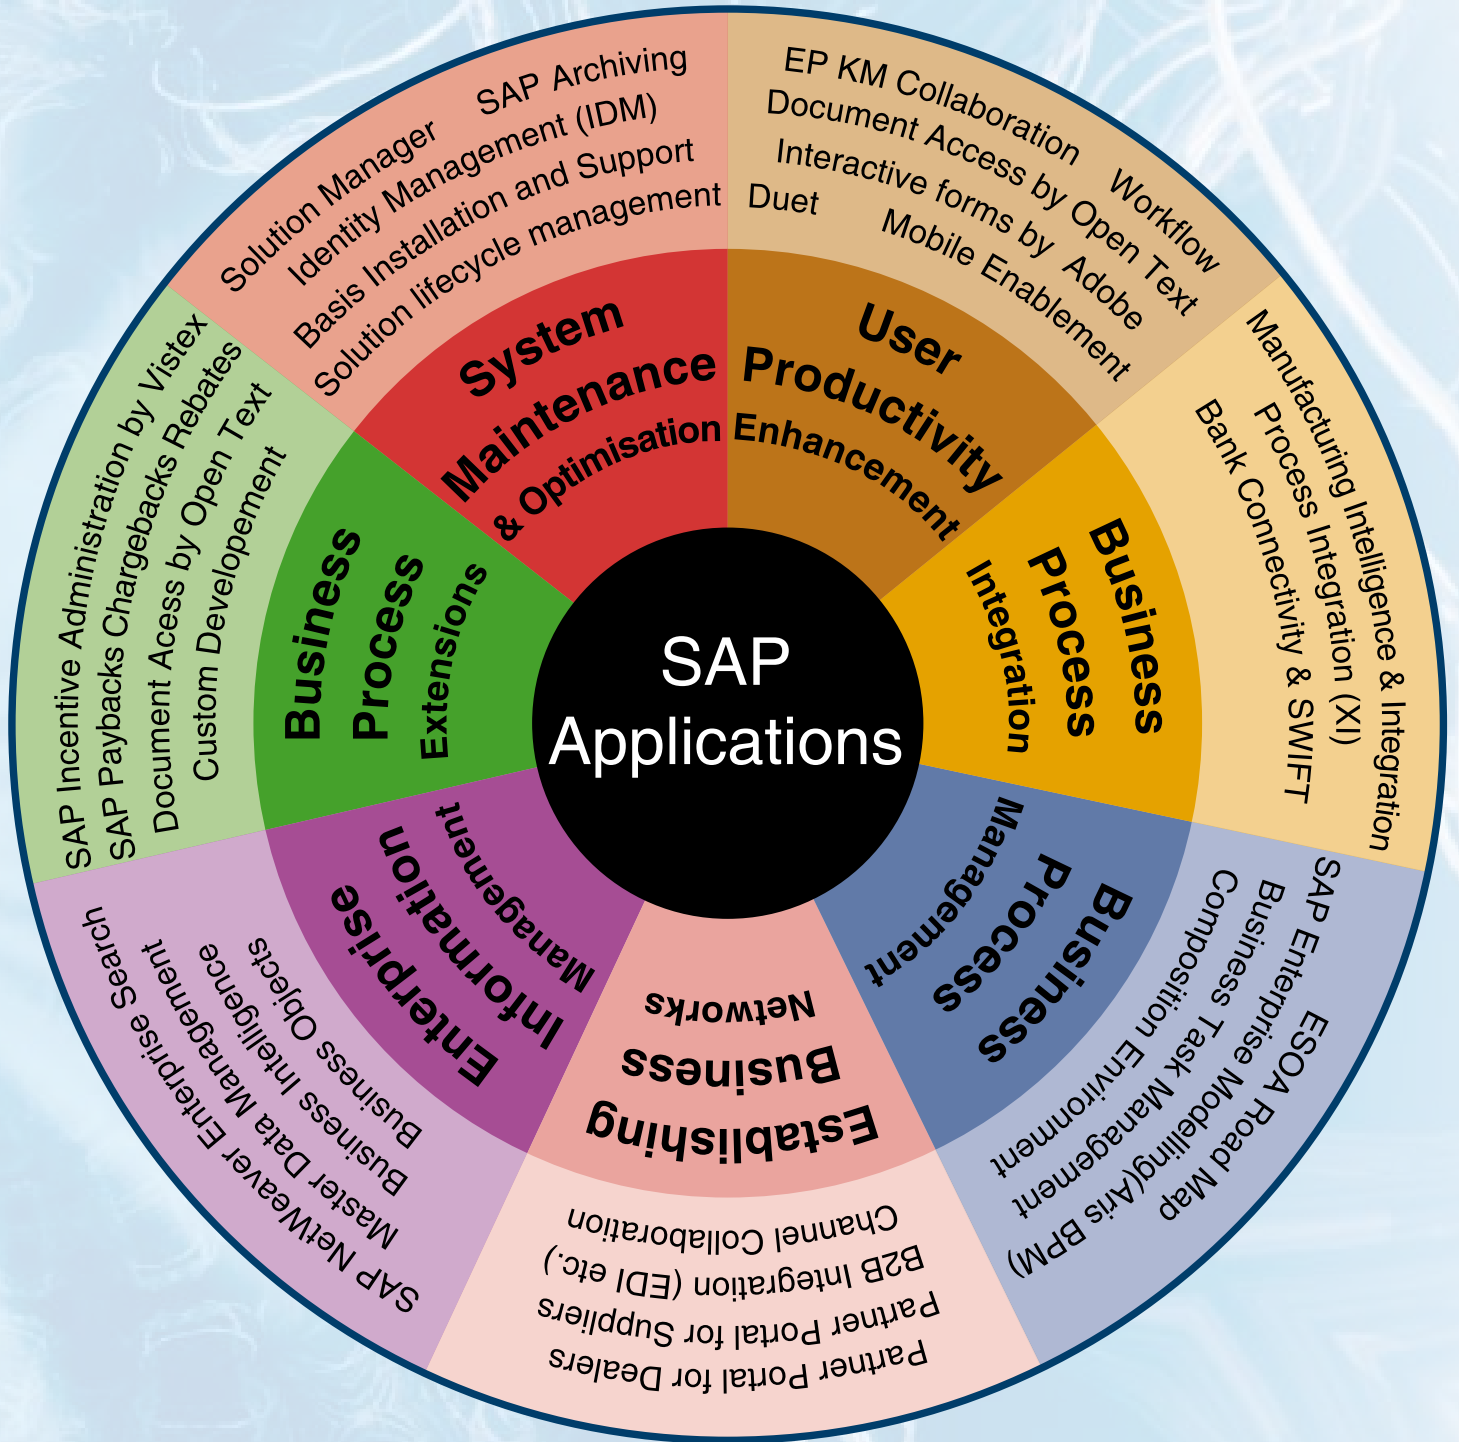 SAP
Applications
User
Productivity
Enhancement
EP KM Collaboration Workflow
Document Access by Open Text
Interactive forms by Adobe
Duet Mobile Enablement
Business
Process
Integration
Manufacturing Intelligence & Integration
Process Integration (XI)
Bank Connectivity & SWIFT
Business
Process
Management
ESOA Road Map
SAP Enterprise Modelling(Aris BPM)
Business Task Management
Composition Environment
Establishing
Business
Networks
Partner Portal for Dealers
Partner Portal for Suppliers
B2B Integration (EDI etc.)
Channel Collaboration
Enterprise
Information
Management
SAP NetWeaver Enterprise Search
Master Data Management
Business Intelligence
Business Objects
Business
Process
Extensions
SAP Incentive Administration by Vistex
SAP Paybacks Chargebacks Rebates
Document Acess by Open Text
Custom Developement
System
Maintenance
& Optimisation
Solution Manager SAP Archiving
Identity Management (IDM)
Basis Installation and Support
Solution lifecycle management